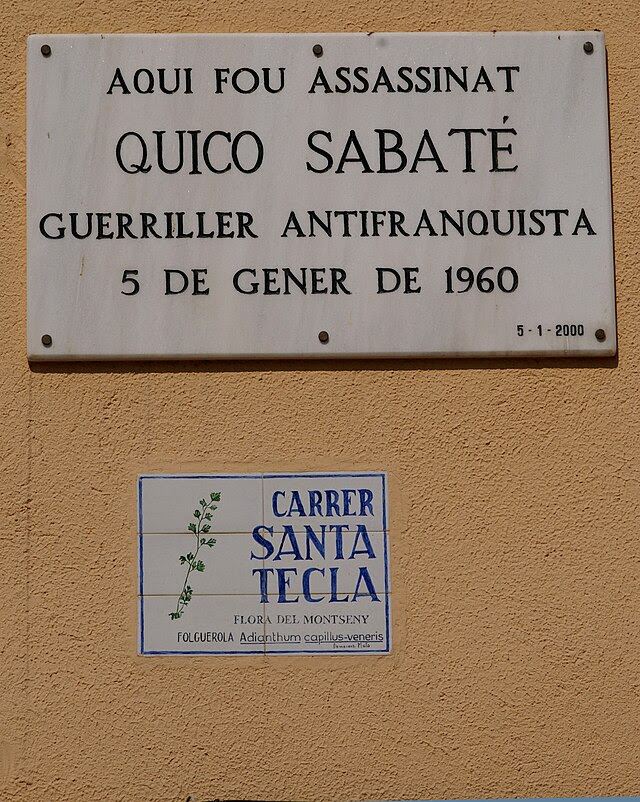 AQUI FOU ASSASSINAT
QUICO SABATÉ
GUERRILLER ANTIFRANQUISTA
5 DE GENER DE 1960
5-1-2000
CARRER
SANTA
TECLA
FLORA DEL MONTSENY
FOLGUEROLA Adianthum capillus-veneris